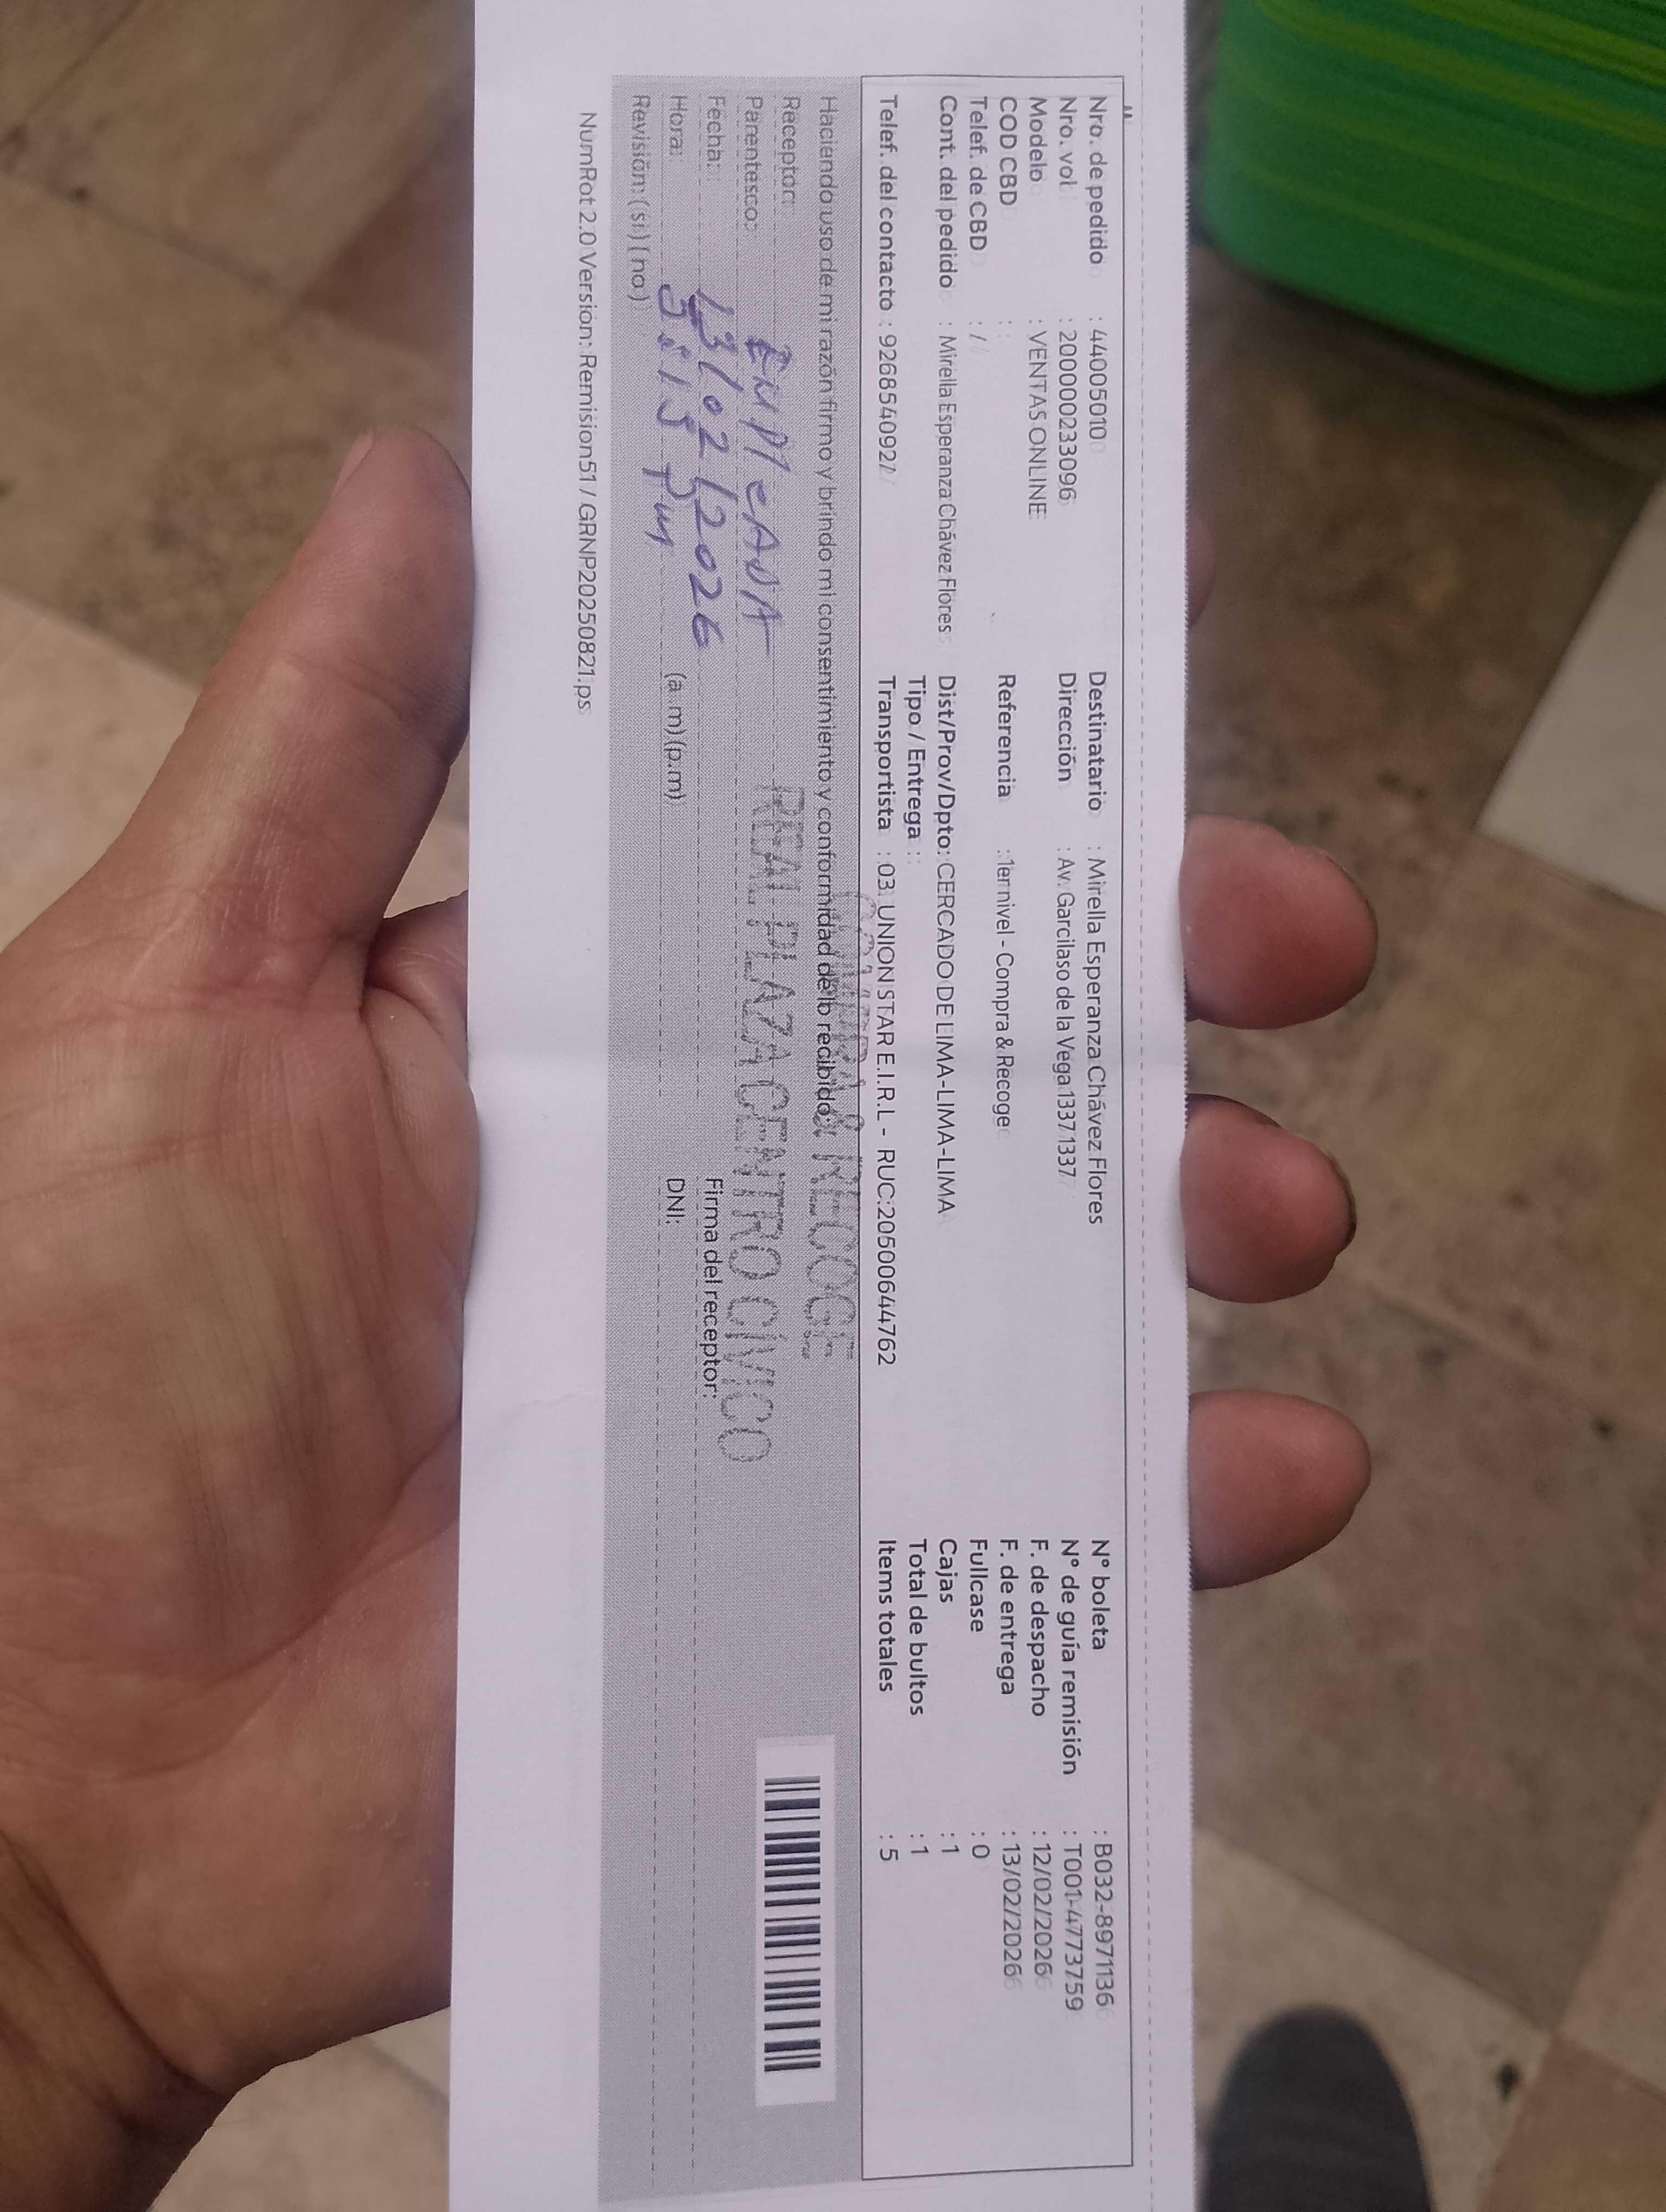 Nro. de pedido : 44005010
Nro. vol : 2000000233096
Modelo : VENTAS ONLINE
COD CBD :
Telef. de CBD : /
Cont. del pedido : Mirella Esperanza Chávez Flores
Telef. del contacto : 926854092/
Destinatario : Mirella Esperanza Chávez Flores
Dirección : Av. Garcilaso de la Vega 1337 1337
Referencia : 1er nivel - Compra & Recoge
Dist/Prov/Dpto: CERCADO DE LIMA-LIMA-LIMA
Tipo / Entrega :
Transportista : 03 UNION STAR E.I.R.L - RUC:20500644762
N° boleta : B032-8971136
N° de guía remisión : T001-4773759
F. de despacho : 12/02/2026
F. de entrega : 13/02/2026
Fullcase : 0
Cajas : 1
Total de bultos : 1
Items totales : 5
Haciendo uso de mi razón firmo y brindo mi consentimiento y conformidad de lo recibido:
COMPRA & RECOGE
REAL PLAZA CENTRO CIVICO
Receptor:
Parentesco: EMPLEADA
Fecha: 13/02/2026
Hora: 3:15 Pm (a.m) (p.m)
Revisión: ( si ) ( no )
Firma del receptor:
DNI:
NumRot 2.0 Version: Remision51 / GRNP20250821.ps